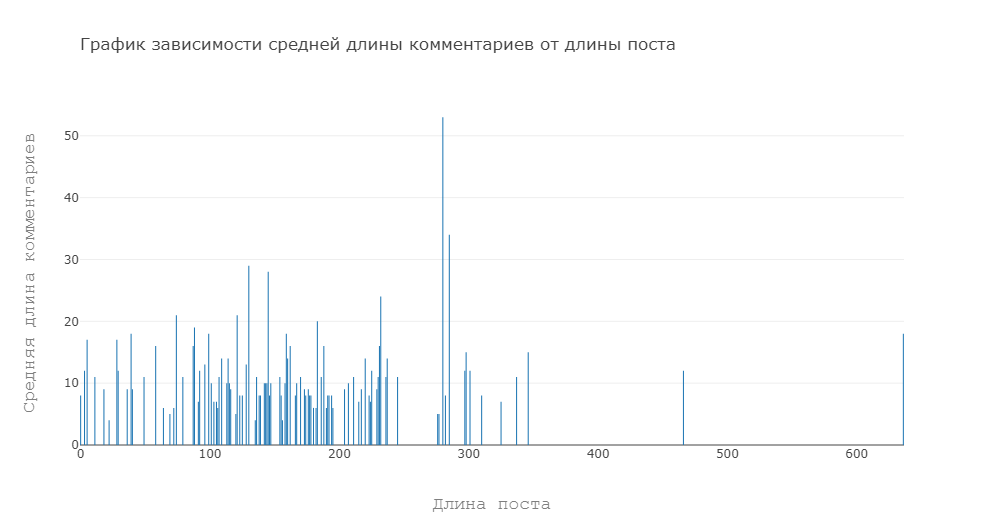 График зависимости средней длины комментариев от длины поста
Средняя длина комментариев
50
40
30
20
10
0
0 100 200 300 400 500 600
Длина поста